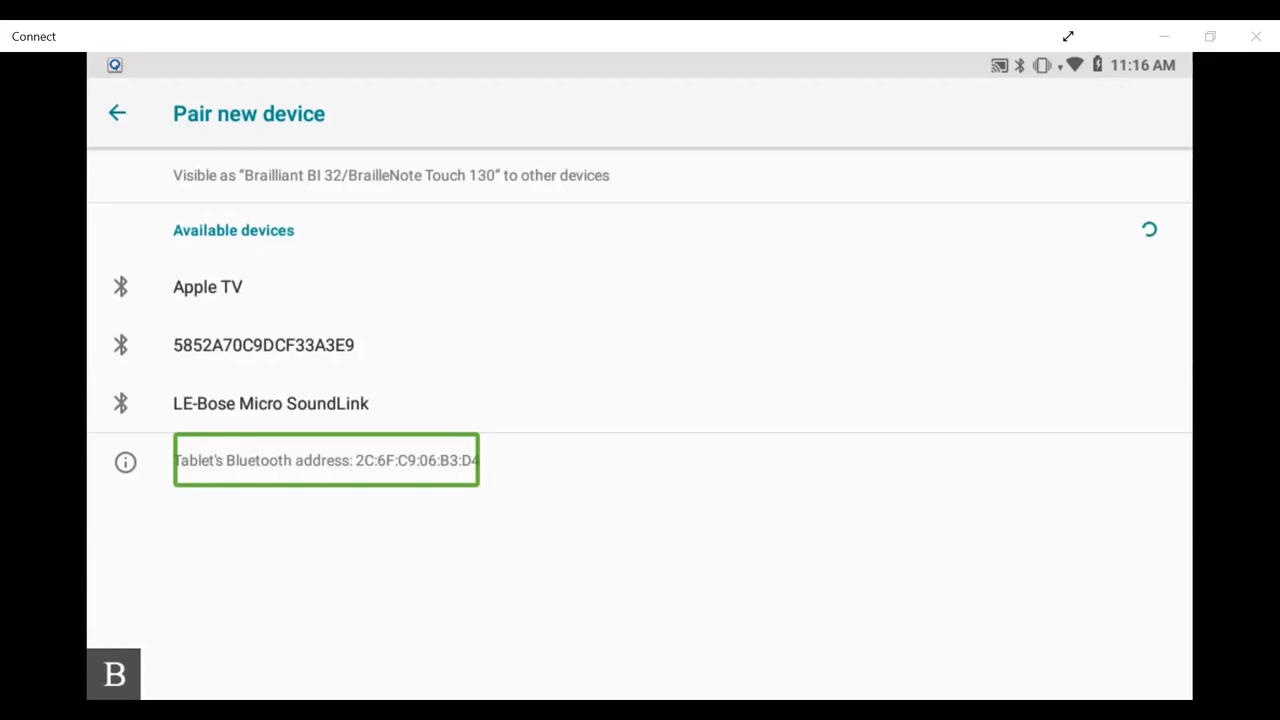 Connect
11:16 AM
Pair new device
Visible as “Brailliant BI 32/BrailleNote Touch 130” to other devices
Available devices
Apple TV
5852A70C9DCF33A3E9
LE-Bose Micro SoundLink
Tablet's Bluetooth address: 2C:6F:C9:06:B3:D4
B